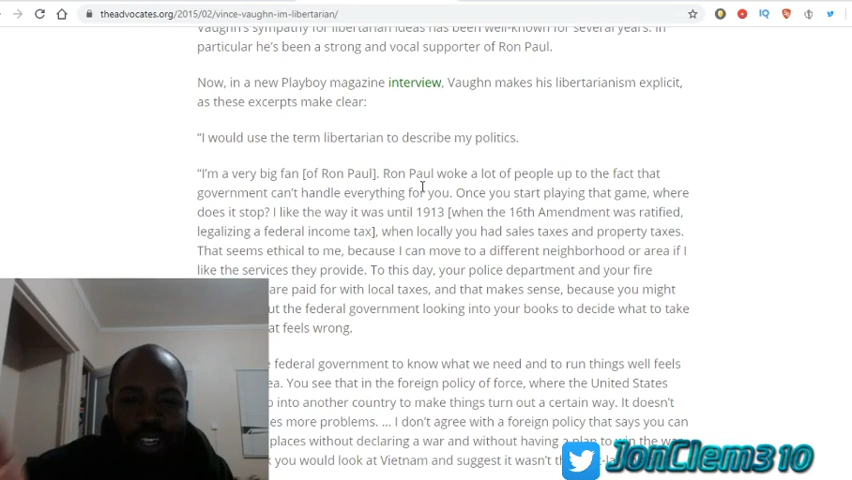 theadvocates.org/2015/02/vince-vaughn-im-libertarian/
Vaughn's sympathy for libertarian ideas has been well-known for several years. In
particular he's been a strong and vocal supporter of Ron Paul.
Now, in a new Playboy magazine interview, Vaughn makes his libertarianism explicit,
as these excerpts make clear:
"I would use the term libertarian to describe my politics.
"I'm a very big fan [of Ron Paul]. Ron Paul woke a lot of people up to the fact that
government can't handle everything for you. Once you start playing that game, where
does it stop? I like the way it was until 1913 [when the 16th Amendment was ratified,
legalizing a federal income tax], when locally you had sales taxes and property taxes.
That seems ethical to me, because I can move to a different neighborhood or area if I
like the services they provide. To this day, your police department and your fire
are paid for with local taxes, and that makes sense, because you might
ut the federal government looking into your books to decide what to take
at feels wrong.
e federal government to know what we need and to run things well feels
ea. You see that in the foreign policy of force, where the United States
o into another country to make things turn out a certain way. It doesn't
es more problems. ... I don't agree with a foreign policy that says you can
places without declaring a war and without having a plan to win the wa
k you would look at Vietnam and suggest it wasn't th
JonClem310